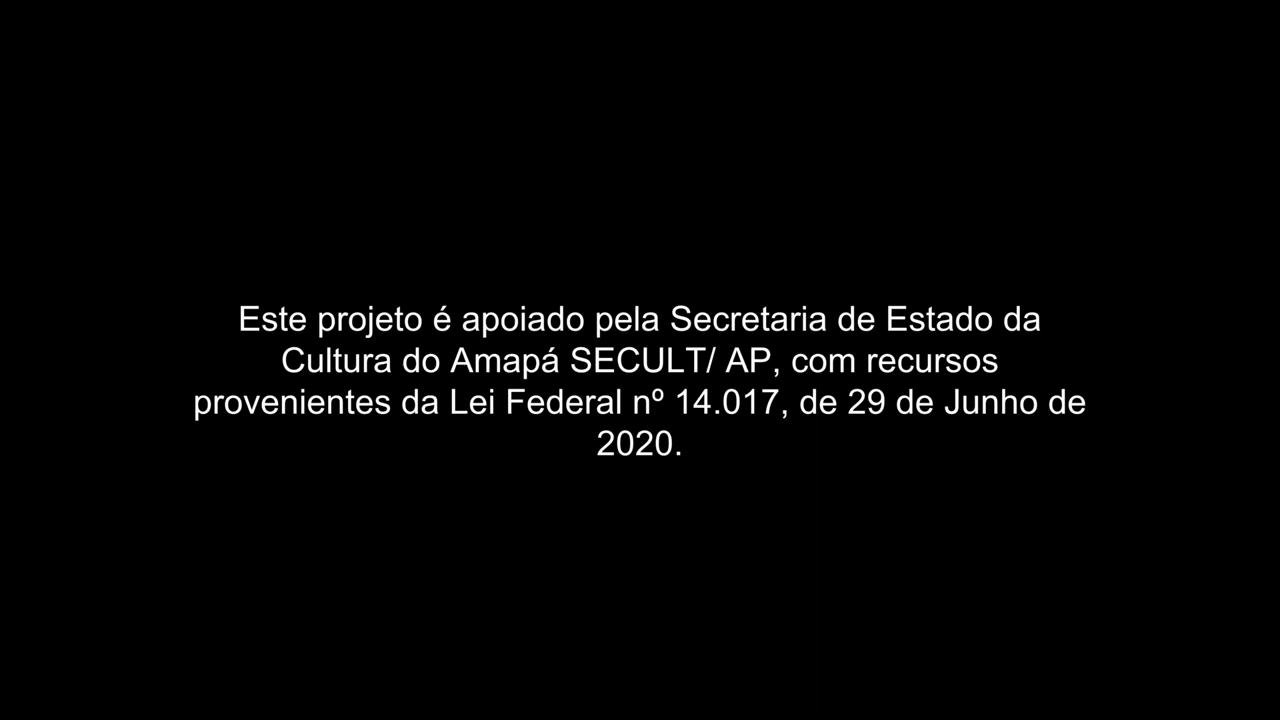 Este projeto é apoiado pela Secretaria de Estado da
Cultura do Amapá SECULT/ AP, com recursos
provenientes da Lei Federal nº 14.017, de 29 de Junho de
2020.